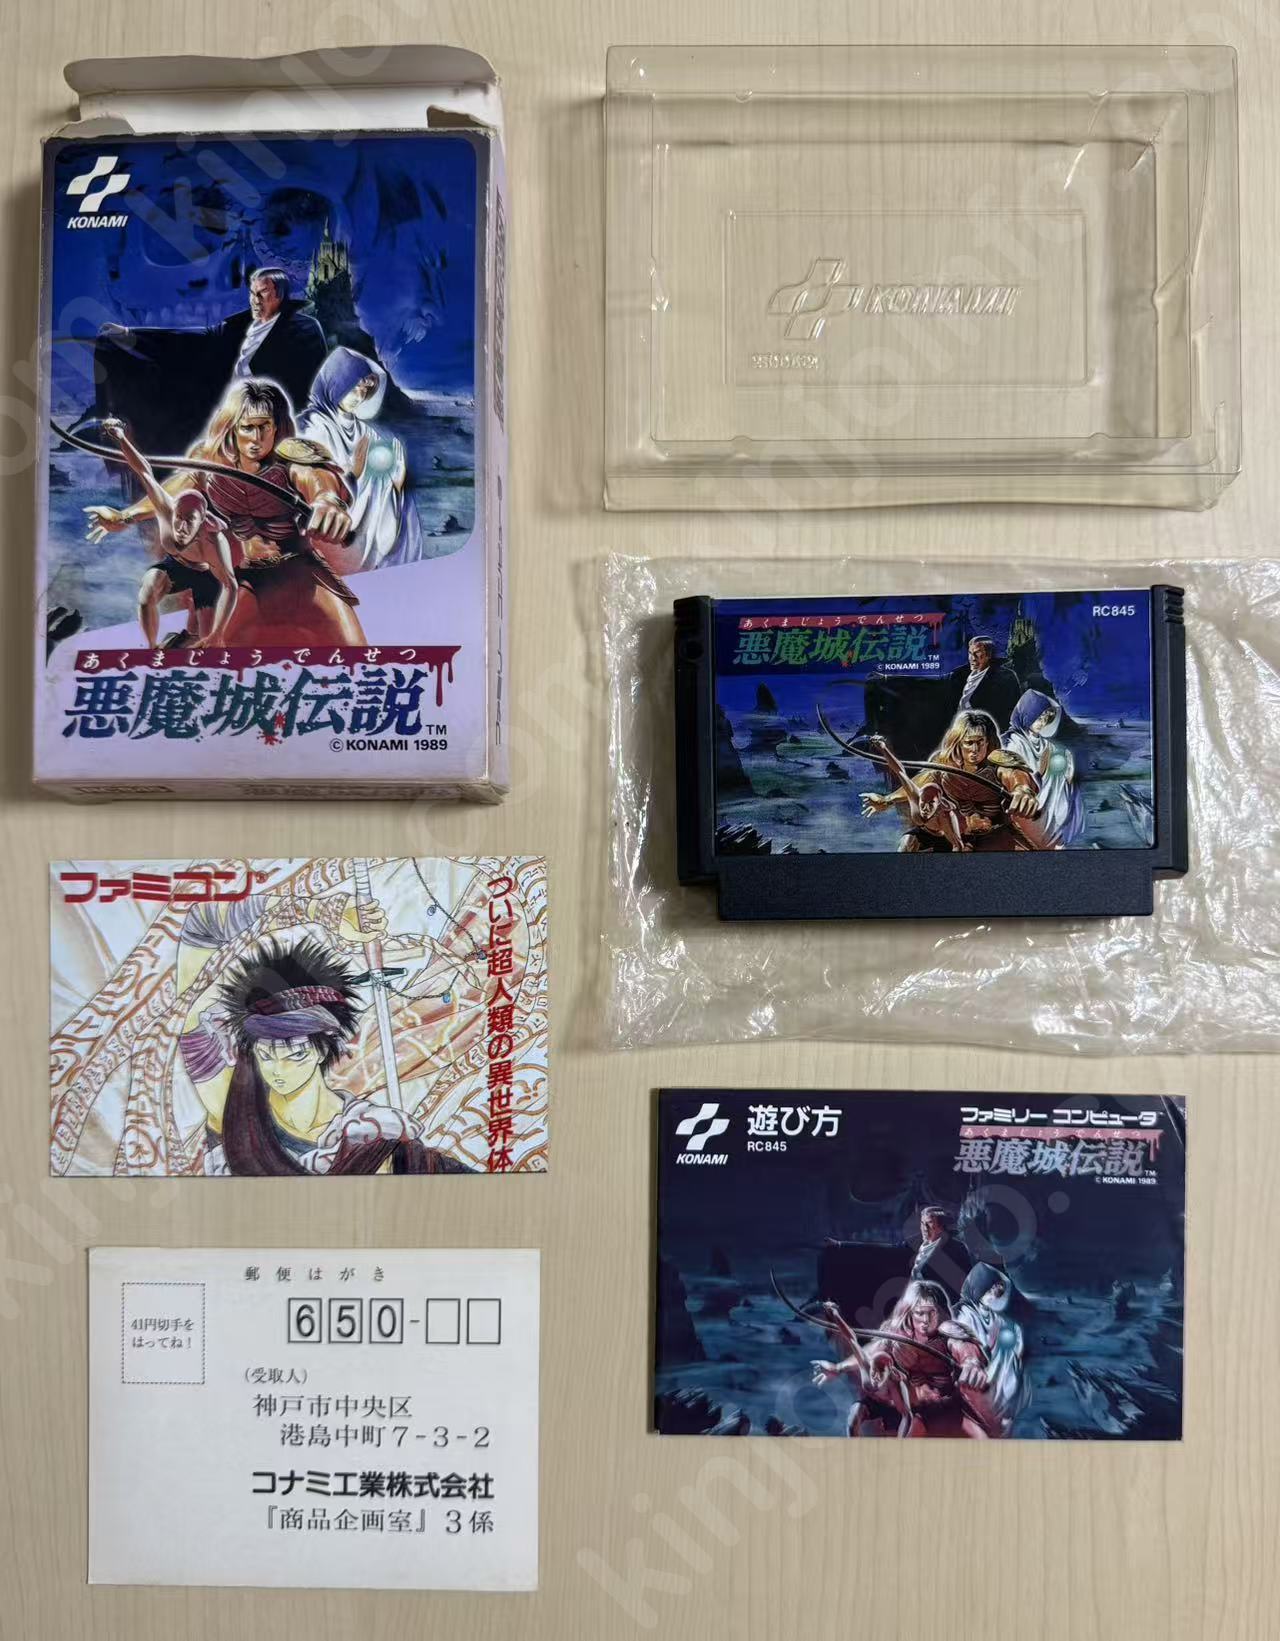 KONAMI
あくまじょうでんせつ
悪魔城伝説 TM
© KONAMI 1989
KONAMI
RC845
あくまじょうでんせつ
悪魔城伝説 TM
© KONAMI 1989
ファミコン
ついに超人類の異世界体
KONAMI
遊び方
RC845
ファミリー コンピュータ
あくまじょうでんせつ
悪魔城伝説 TM
© KONAMI 1989
郵便はがき
41円切手を
はってね!
650-
(受取人)
神戸市中央区
港島中町7-3-2
コナミ工業株式会社
『商品企画室』3係